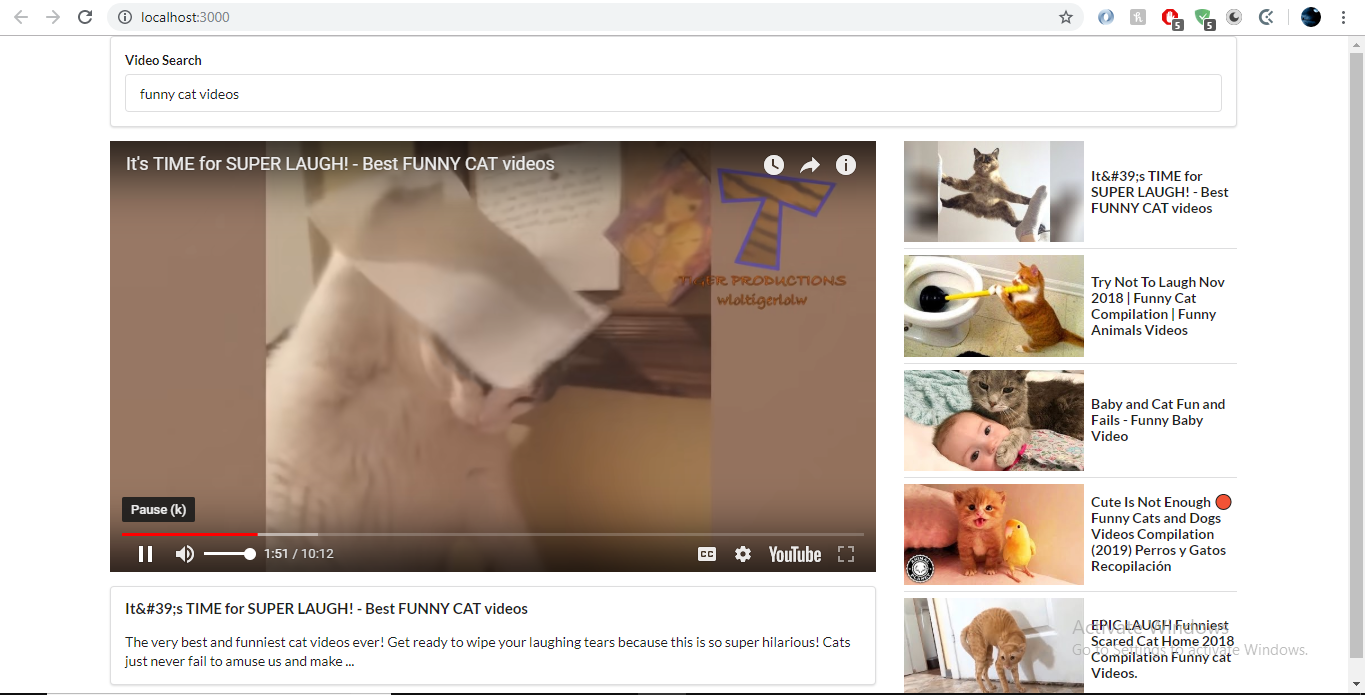 localhost:3000
5
5
Video Search
funny cat videos
It's TIME for SUPER LAUGH! - Best FUNNY CAT videos
T
TIGER PRODUCTIONS
wloltigerlolw
Pause (k)
1:51 / 10:12
CC
YouTube
It&#39;s TIME for SUPER LAUGH! - Best FUNNY CAT videos
The very best and funniest cat videos ever! Get ready to wipe your laughing tears because this is so super hilarious! Cats
just never fail to amuse us and make ...
It&#39;s TIME for
SUPER LAUGH! - Best
FUNNY CAT videos
Try Not To Laugh Nov
2018 | Funny Cat
Compilation | Funny
Animals Videos
Baby and Cat Fun and
Fails - Funny Baby
Video
Cute Is Not Enough
Funny Cats and Dogs
Videos Compilation
(2019) Perros y Gatos
Recopilación
EPIC LAUGH Funniest
Scared Cat Home 2018
Compilation Funny cat
Videos.
Activate Windows
Go to Settings to activate Windows.